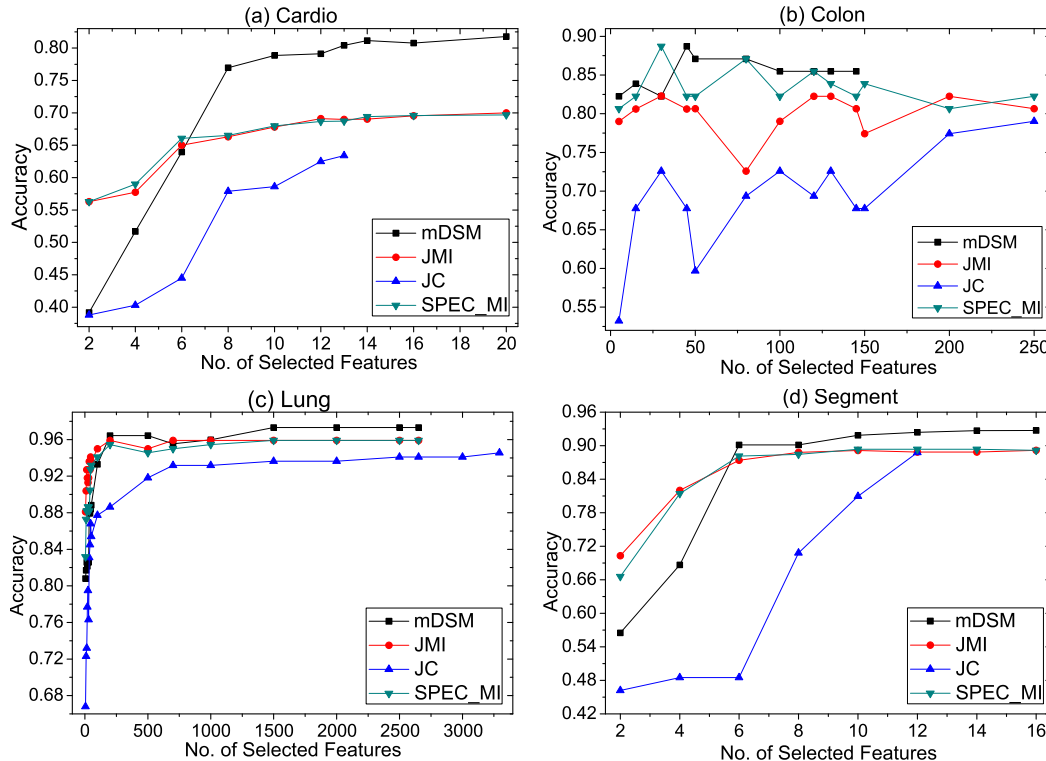 (a) Cardio
Accuracy
0.80
0.75
0.70
0.65
0.60
0.55
0.50
0.45
0.40
2 4 6 8 10 12 14 16 18 20
No. of Selected Features
mDSM
JMI
JC
SPEC_MI
(b) Colon
Accuracy
0.90
0.85
0.80
0.75
0.70
0.65
0.60
0.55
0 50 100 150 200 250
No. of Selected Features
mDSM
JMI
JC
SPEC_MI
(c) Lung
Accuracy
0.96
0.92
0.88
0.84
0.80
0.76
0.72
0.68
0 500 1000 1500 2000 2500 3000
No. of Selected Features
mDSM
JMI
JC
SPEC_MI
(d) Segment
Accuracy
0.96
0.90
0.84
0.78
0.72
0.66
0.60
0.54
0.48
0.42
2 4 6 8 10 12 14 16
No. of Selected Features
mDSM
JMI
JC
SPEC_MI